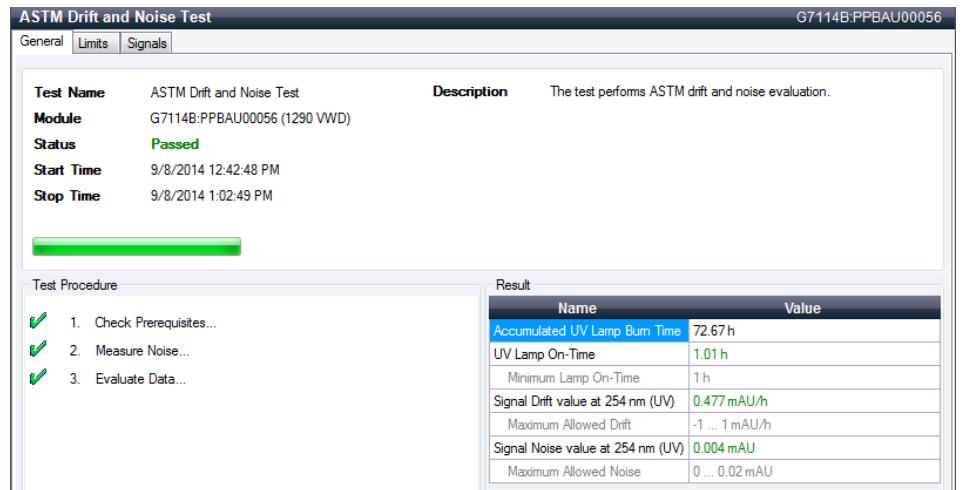 ASTM Drift and Noise Test G7114B:PPBAU00056
General Limits Signals
Test Name ASTM Drift and Noise Test Description The test performs ASTM drift and noise evaluation.
Module G7114B:PPBAU00056 (1290 VWD)
Status Passed
Start Time 9/8/2014 12:42:48 PM
Stop Time 9/8/2014 1:02:49 PM
Test Procedure
1. Check Prerequisites...
2. Measure Noise...
3. Evaluate Data...
Result
Name Value
Accumulated UV Lamp Burn Time 72.67 h
UV Lamp On-Time 1.01 h
Minimum Lamp On-Time 1 h
Signal Drift value at 254 nm (UV) 0.477 mAU/h
Maximum Allowed Drift -1 ... 1 mAU/h
Signal Noise value at 254 nm (UV) 0.004 mAU
Maximum Allowed Noise 0 ... 0.02 mAU